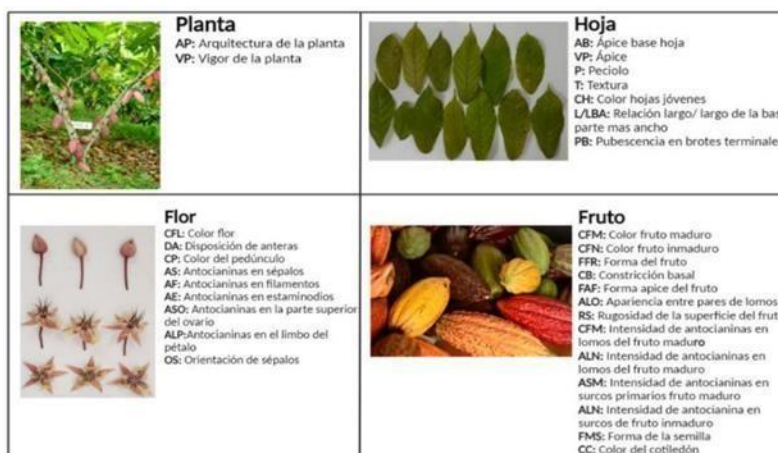 Planta
AP: Arquitectura de la planta
VP: Vigor de la planta
Hoja
AB: Ápice base hoja
VP: Ápice
P: Peciolo
T: Textura
CH: Color hojas jóvenes
L/LBA: Relación largo/ largo de la bas
parte mas ancho
PB: Pubescencia en brotes terminale
Flor
CFL: Color flor
DA: Disposición de anteras
CP: Color del pedúnculo
AS: Antocianinas en sépalos
AF: Antocianinas en filamentos
AE: Antocianinas en estaminodios
ASO: Antocianinas en la parte superior
del ovario
ALP:Antocianinas en el limbo del
pétalo
OS: Orientación de sépalos
Fruto
CFM: Color fruto maduro
CFN: Color fruto inmaduro
FFR: Forma del fruto
CB: Constricción basal
FAF: Forma apice del fruto
ALO: Apariencia entre pares de lomos
RS: Rugosidad de la superficie del frut
CFM: Intensidad de antocianinas en
lomos del fruto maduro
ALN: Intensidad de antocianinas en
lomos del fruto maduro
ASM: Intensidad de antocianinas en
surcos primarios fruto maduro
ALN: Intensidad de antocianina en
surcos de fruto inmaduro
FMS: Forma de la semilla
CC: Color del cotiledón